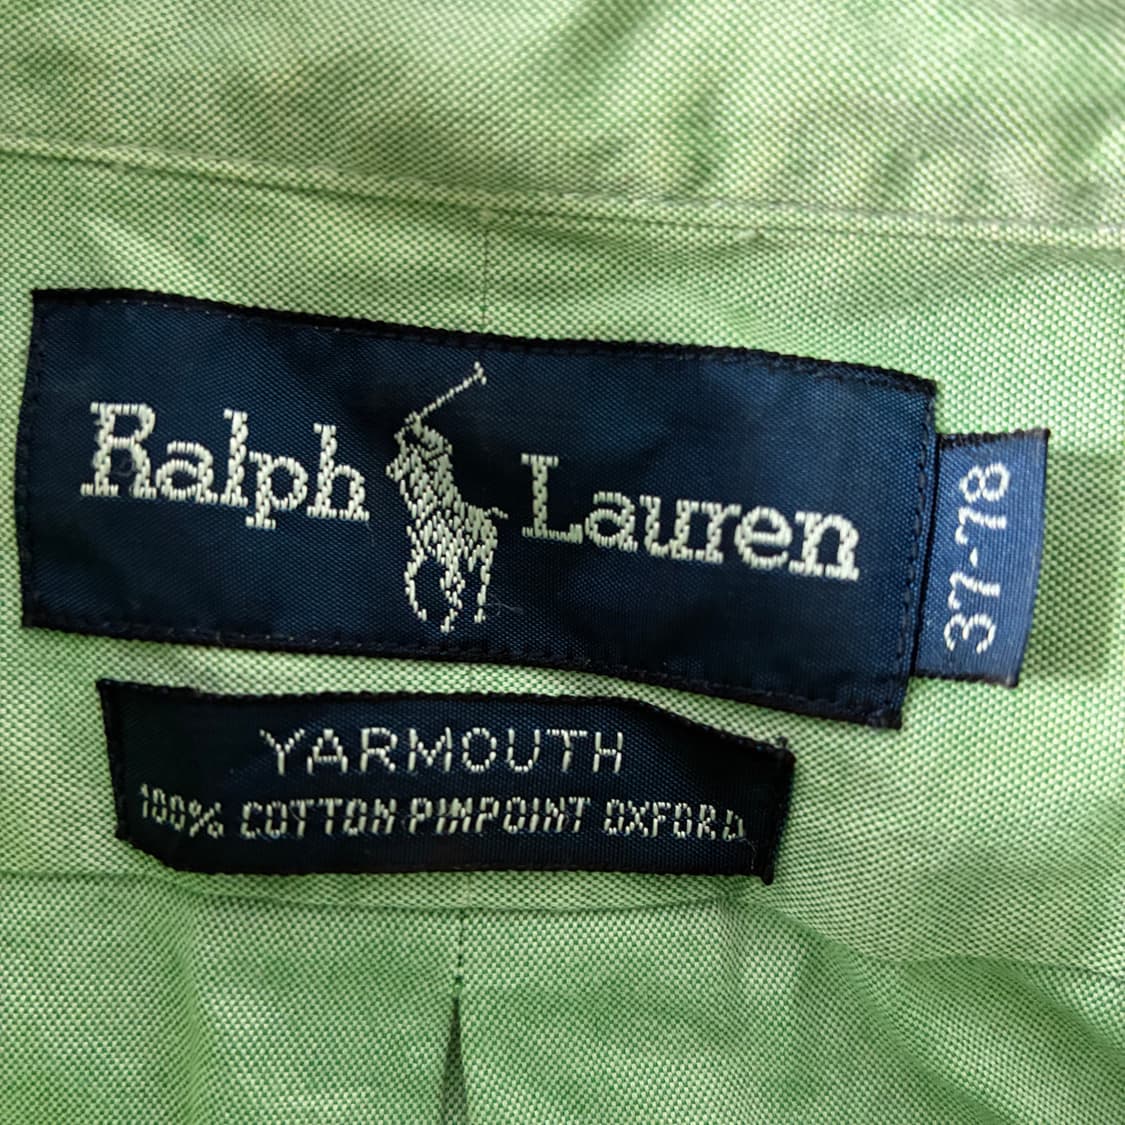 Ralph Lauren
37-78
YARMOUTH
100% COTTON PINPOINT OXFORD